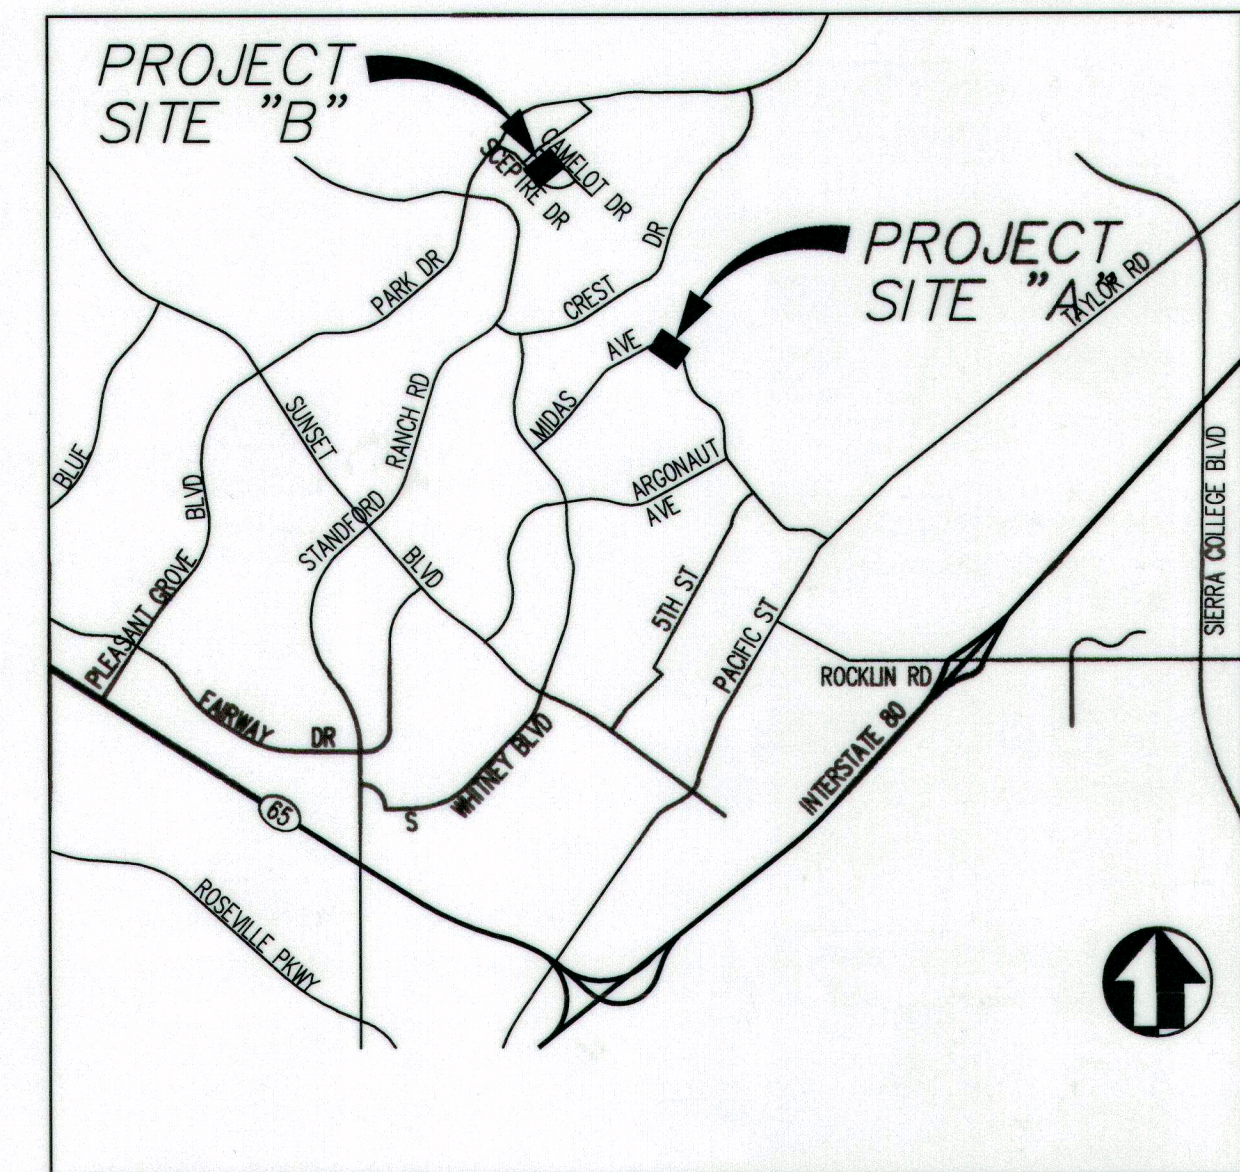 PROJECT
SITE "B"
CAMELOT DR
SCEPTRE DR
PROJECT
SITE "A"
TAYLOR RD
PARK DR
CREST
DR
MIDAS
AVE
SUNSET
BLVD
RANCH RD
STANDFORD
BLUE
PLEASANT GROVE
BLVD
ARGONAUT
AVE
5TH ST
PACIFIC ST
SIERRA COLLEGE BLVD
ROCKLIN RD
INTERSTATE 80
FAIRWAY
DR
S
WHITNEY BLVD
65
ROSEVILLE PKWY